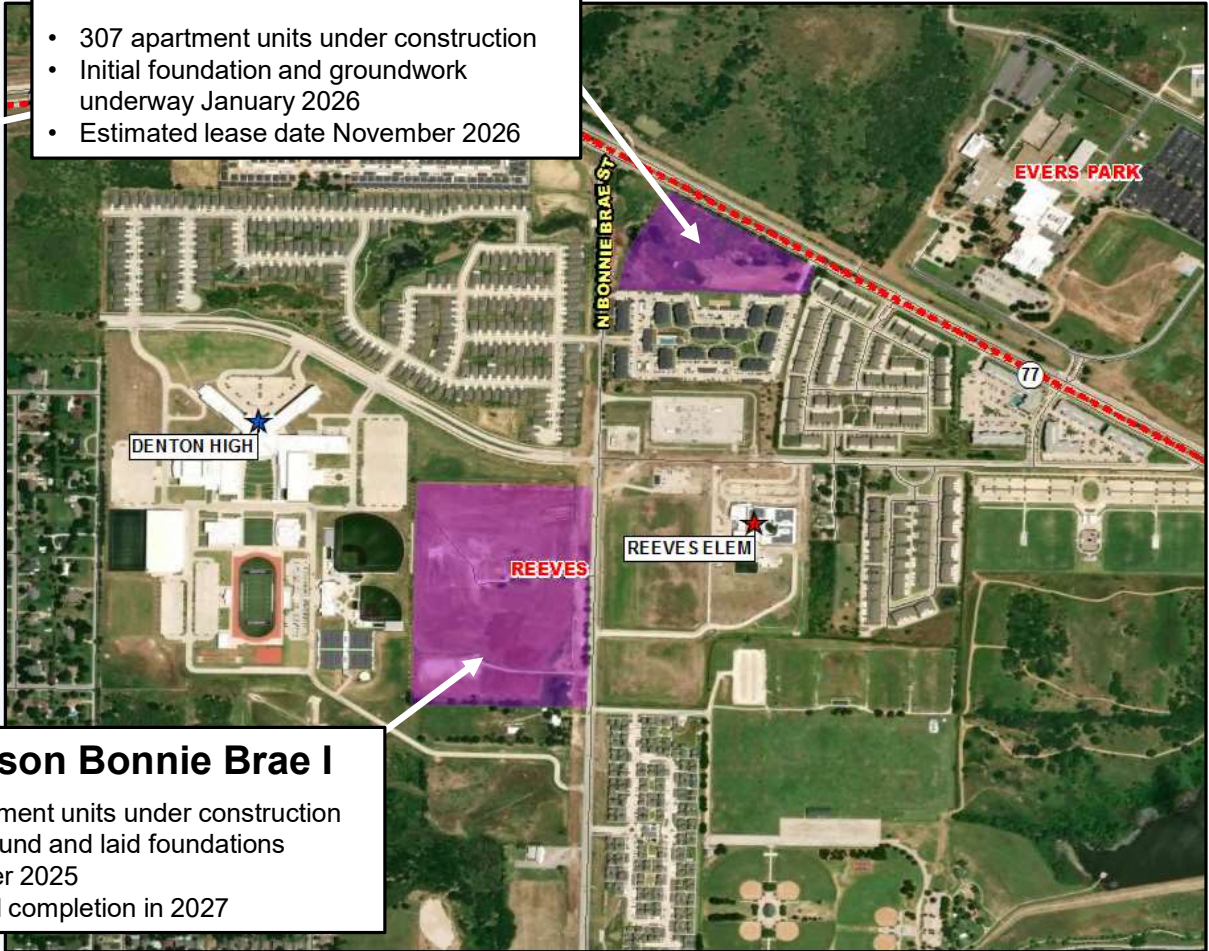 • 307 apartment units under construction
• Initial foundation and groundwork
underway January 2026
• Estimated lease date November 2026
EVERS PARK
N BONNIE BRAE ST
77
DENTON HIGH
REEVES ELEM
REEVES
son Bonnie Brae I
ment units under construction
und and laid foundations
er 2025
completion in 2027